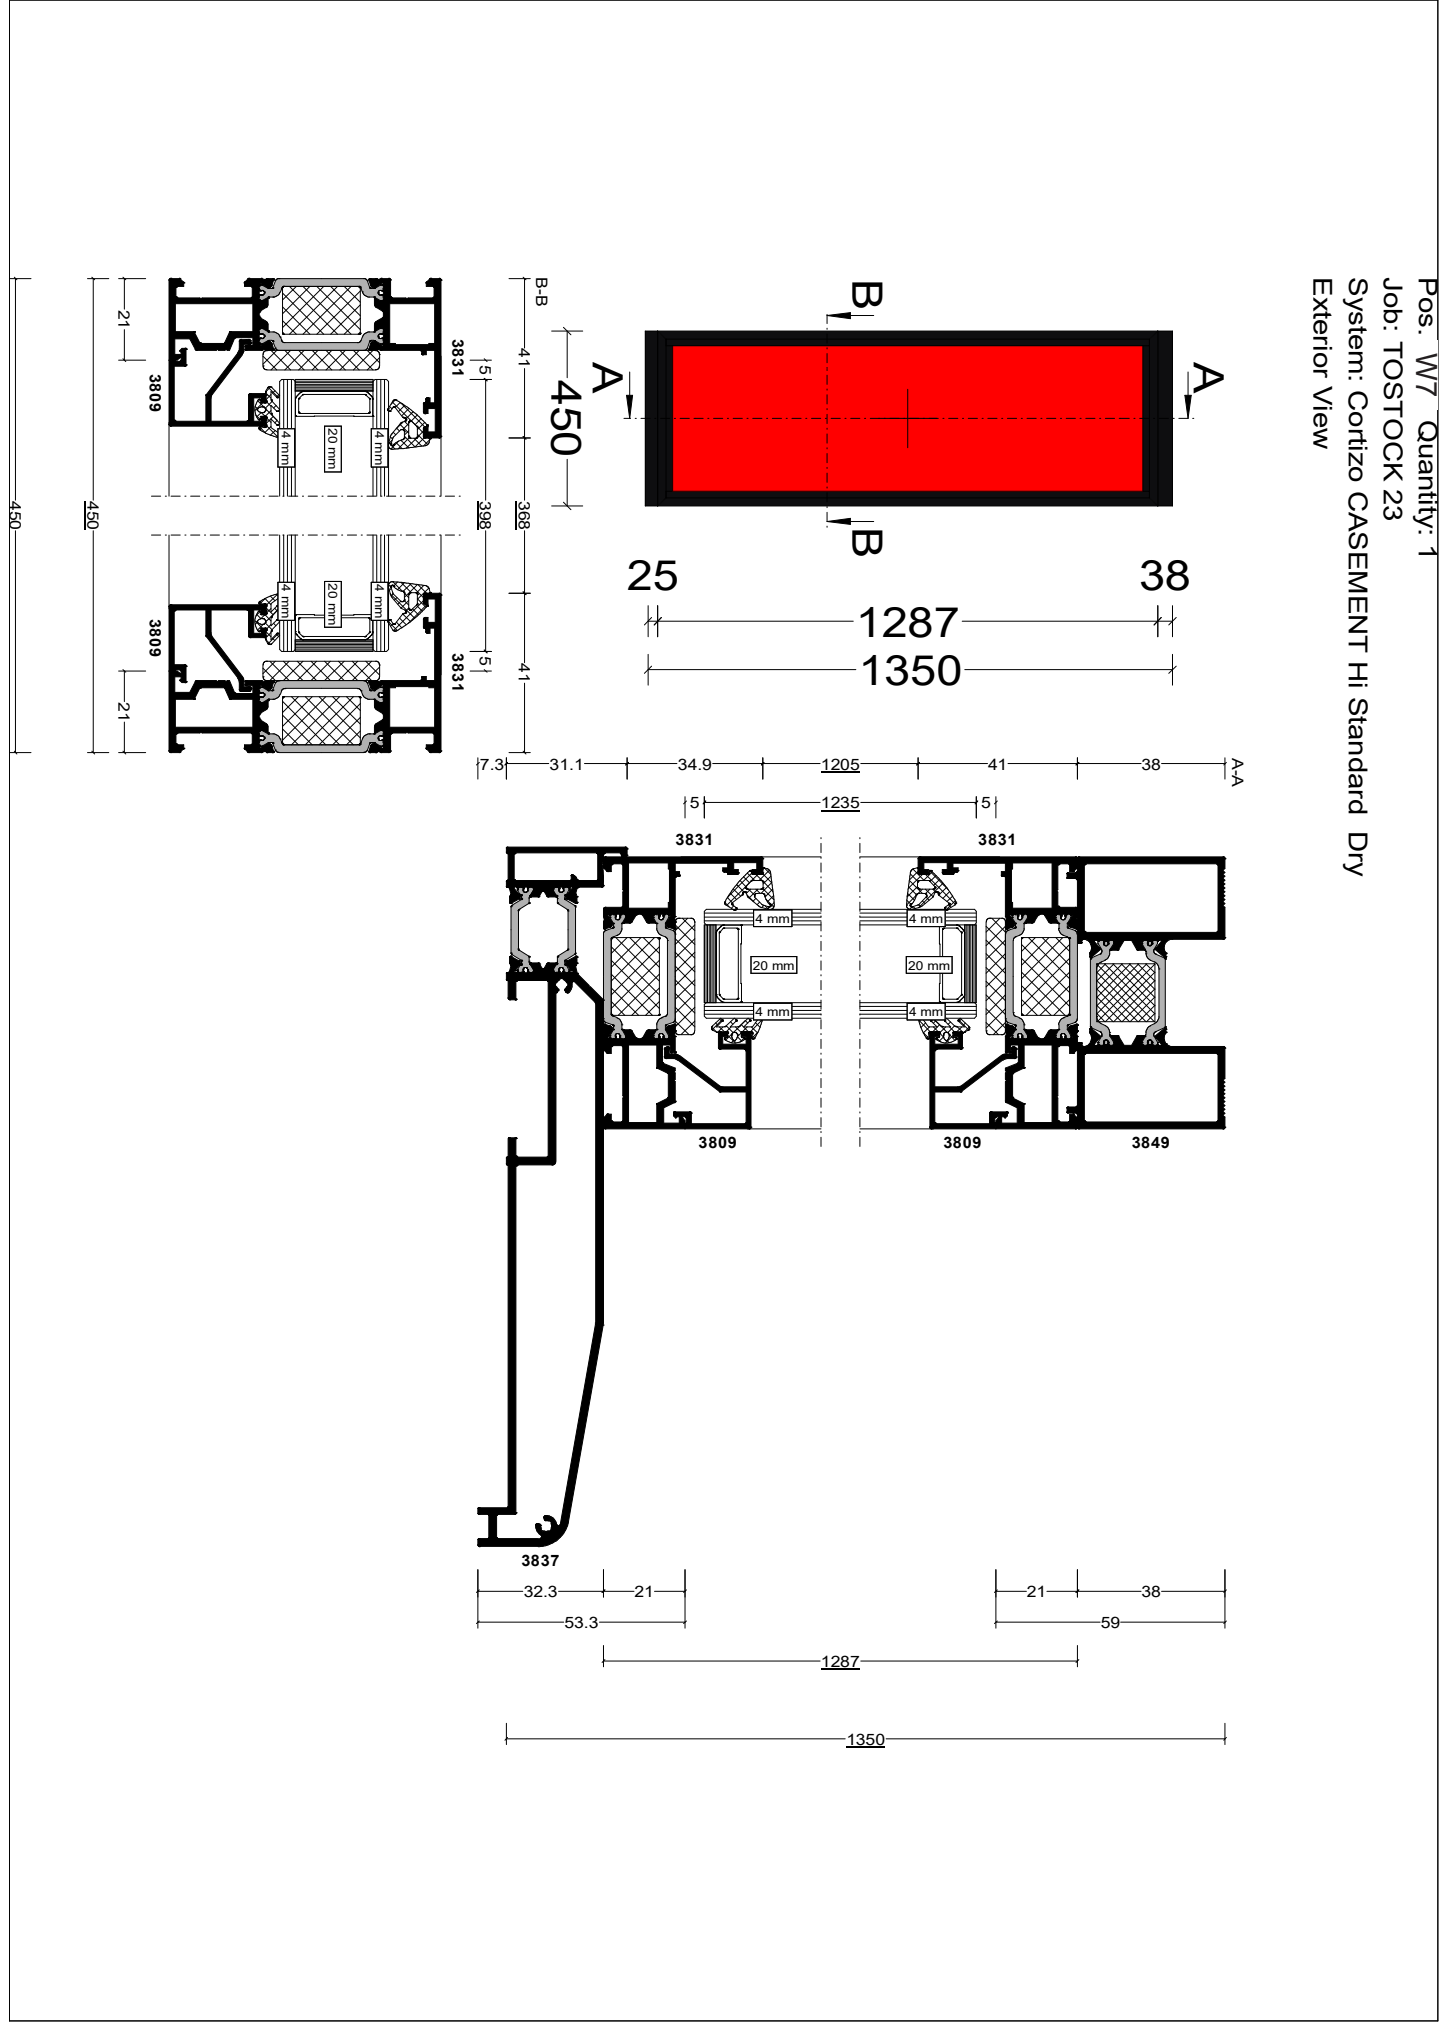 Pos. W7 Quantity: 1
Job: TOSTOCK 23
System: Cortizo CASEMENT Hi Standard Dry
Exterior View
A
A
B
B
450
25
1287
38
1350
B-B
41
368
41
5
398
5
3831
3831
4 mm
20 mm
4 mm
4 mm
20 mm
4 mm
3809
3809
21
21
450
450
A-A
7.3
31.1
34.9
1205
41
38
5
1235
5
3831
3831
4 mm
4 mm
20 mm
20 mm
4 mm
4 mm
3809
3809
3849
3837
32.3
21
21
38
53.3
59
1287
1350